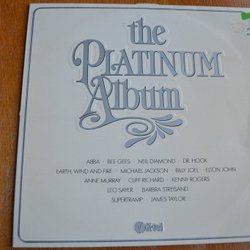 the
PLATINUM
Album
ABBA BEE GEES NEIL DIAMOND DR HOOK
EARTH, WIND AND FIRE MICHAEL JACKSON BILLY JOEL ELTON JOHN
ANNE MURRAY CLIFF RICHARD KENNY ROGERS
LEO SAYER BARBRA STREISAND
SUPERTRAMP JAMES TAYLOR
K-tel